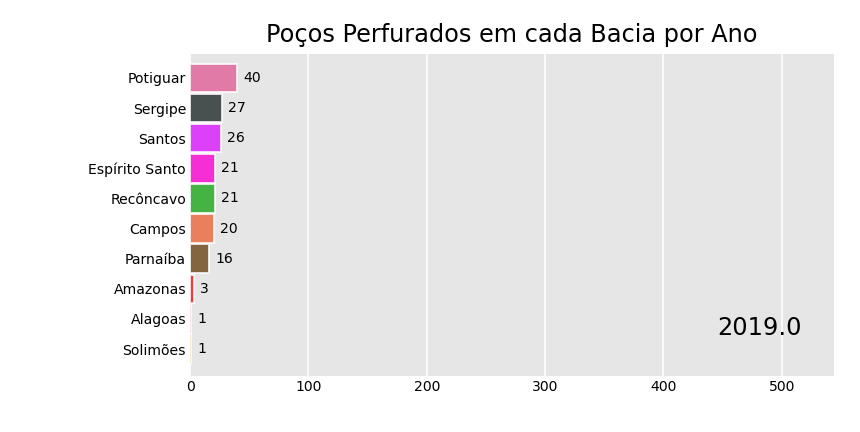 Poços Perfurados em cada Bacia por Ano
Potiguar 40
Sergipe 27
Santos 26
Espírito Santo 21
Recôncavo 21
Campos 20
Parnaíba 16
Amazonas 3
Alagoas 1
2019.0
Solimões 1
0 100 200 300 400 500